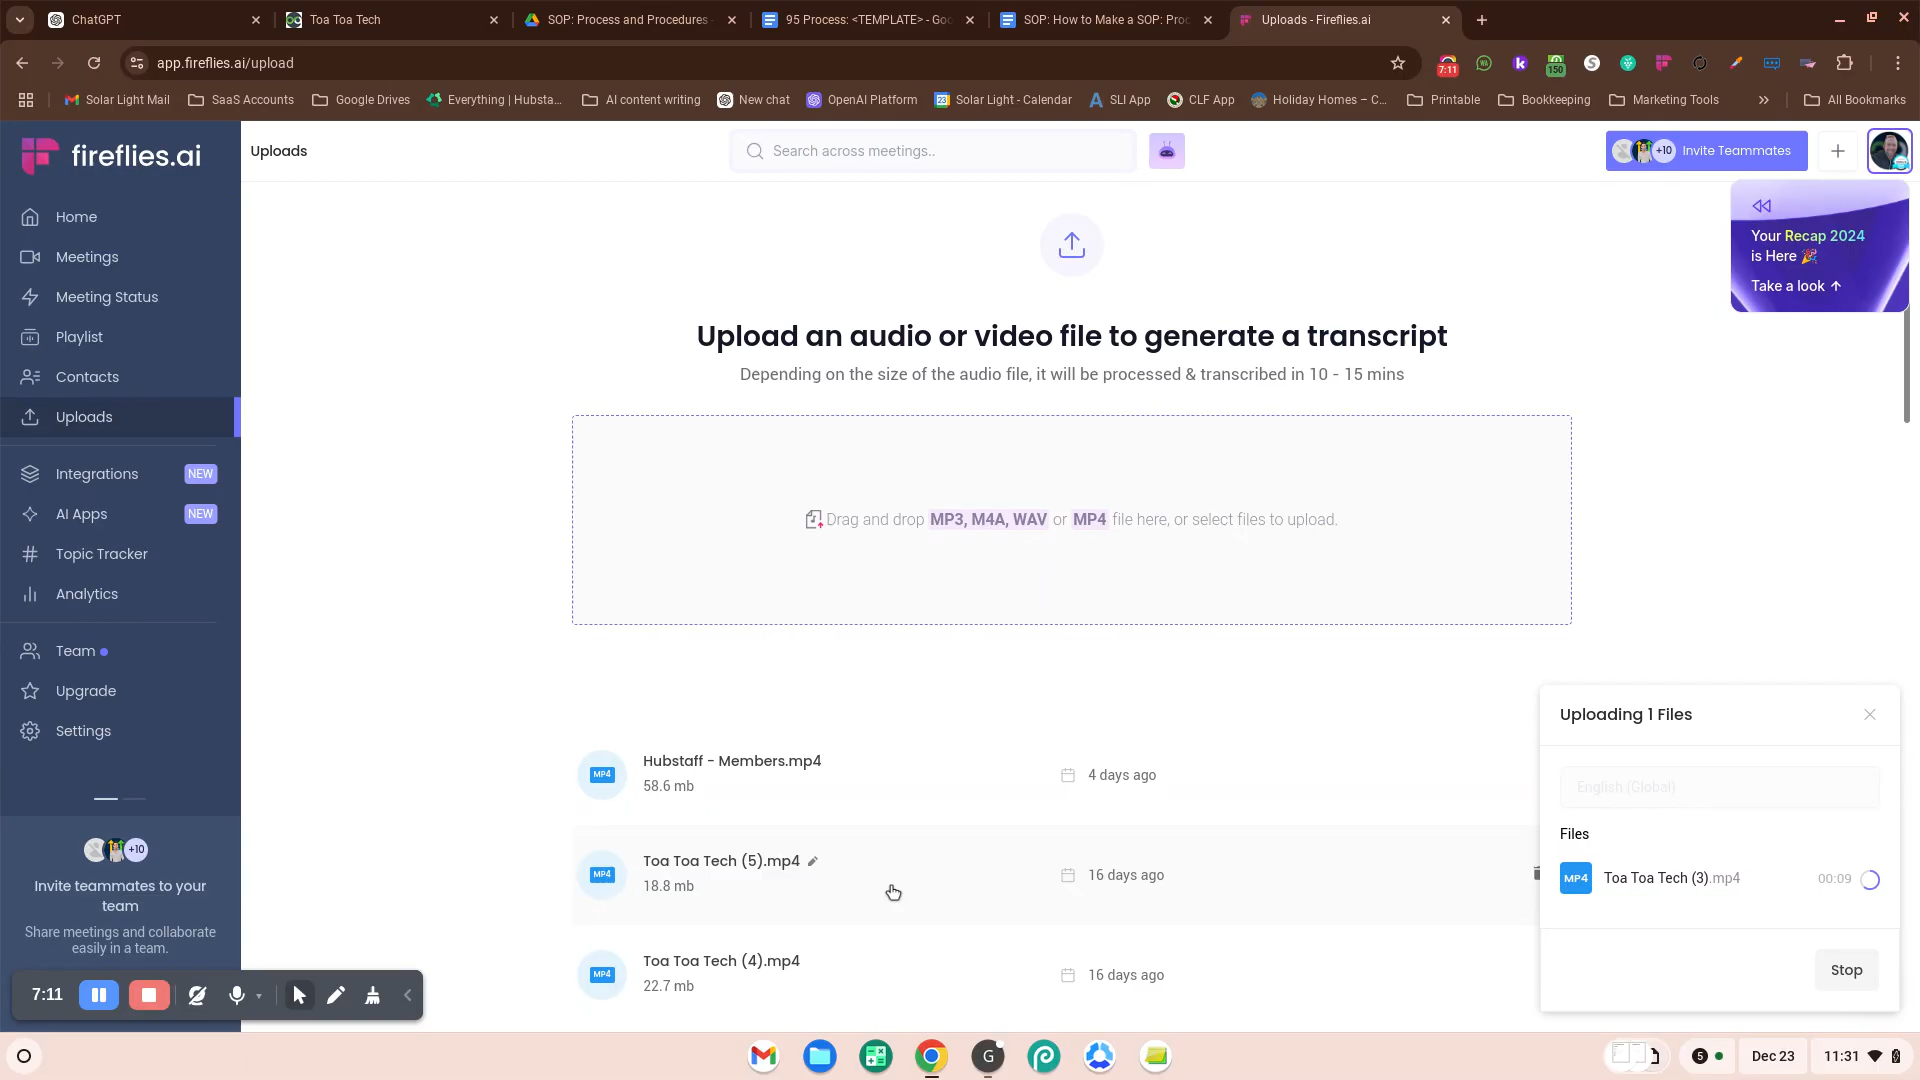 ChatGPT
Toa Toa Tech
SOP: Process and Procedures -
95 Process: <TEMPLATE> - Goo
SOP: How to Make a SOP: Proc
Uploads - Fireflies.ai
app.fireflies.ai/upload
7:11
150
Solar Light Mail
SaaS Accounts
Google Drives
Everything | Hubsta...
AI content writing
New chat
OpenAI Platform
Solar Light - Calendar
SLI App
CLF App
Holiday Homes – C...
Printable
Bookkeeping
Marketing Tools
All Bookmarks
fireflies.ai
Uploads
Search across meetings..
+10
Invite Teammates
Home
Meetings
Meeting Status
Playlist
Contacts
Uploads
Integrations NEW
AI Apps NEW
Topic Tracker
Analytics
Team
Upgrade
Settings
+10
Invite teammates to your
team
Share meetings and collaborate
easily in a team.
Your Recap 2024
is Here 🎉
Take a look ↑
Upload an audio or video file to generate a transcript
Depending on the size of the audio file, it will be processed & transcribed in 10 - 15 mins
Drag and drop MP3, M4A, WAV or MP4 file here, or select files to upload.
MP4
Hubstaff - Members.mp4
58.6 mb
4 days ago
MP4
Toa Toa Tech (5).mp4
18.8 mb
16 days ago
MP4
Toa Toa Tech (4).mp4
22.7 mb
16 days ago
Uploading 1 Files
English (Global)
Files
MP4
Toa Toa Tech (3).mp4
00:09
Stop
7:11
G
5
Dec 23
11:31